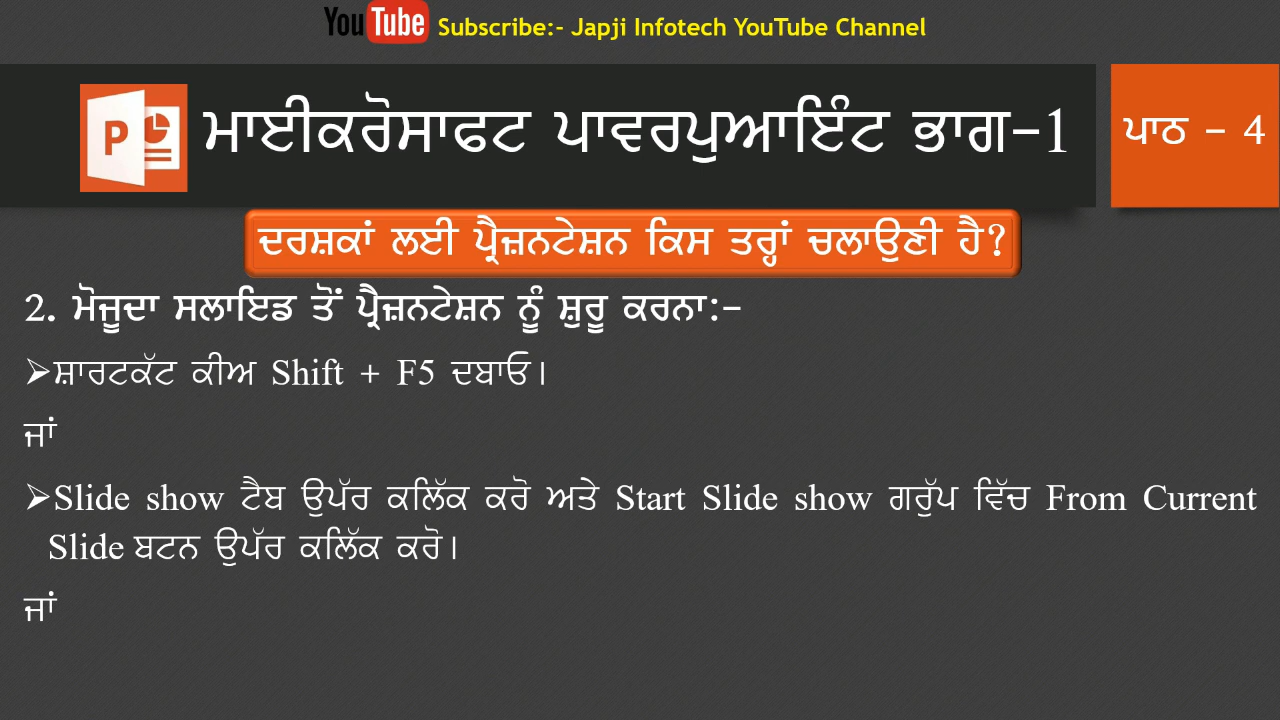 YouTube Subscribe:- Japji Infotech YouTube Channel
P ਮਾਈਕਰੋਸਾਫਟ ਪਾਵਰਪੁਆਇੰਟ ਭਾਗ-1
ਪਾਠ - 4
ਦਰਸ਼ਕਾਂ ਲਈ ਪ੍ਰੈਜ਼ਨਟੇਸ਼ਨ ਕਿਸ ਤਰ੍ਹਾਂ ਚਲਾਉਣੀ ਹੈ?
2. ਮੋਜੂਦਾ ਸਲਾਇਡ ਤੋਂ ਪ੍ਰੈਜ਼ਨਟੇਸ਼ਨ ਨੂੰ ਸ਼ੁਰੂ ਕਰਨਾ:-
➢ਸ਼ਾਰਟਕੱਟ ਕੀਅ Shift + F5 ਦਬਾਓ।
ਜਾਂ
➢Slide show ਟੈਬ ਉਪੱਰ ਕਲਿੱਕ ਕਰੋ ਅਤੇ Start Slide show ਗਰੁੱਪ ਵਿੱਚ From Current
Slide ਬਟਨ ਉਪੱਰ ਕਲਿੱਕ ਕਰੋ।
ਜਾਂ